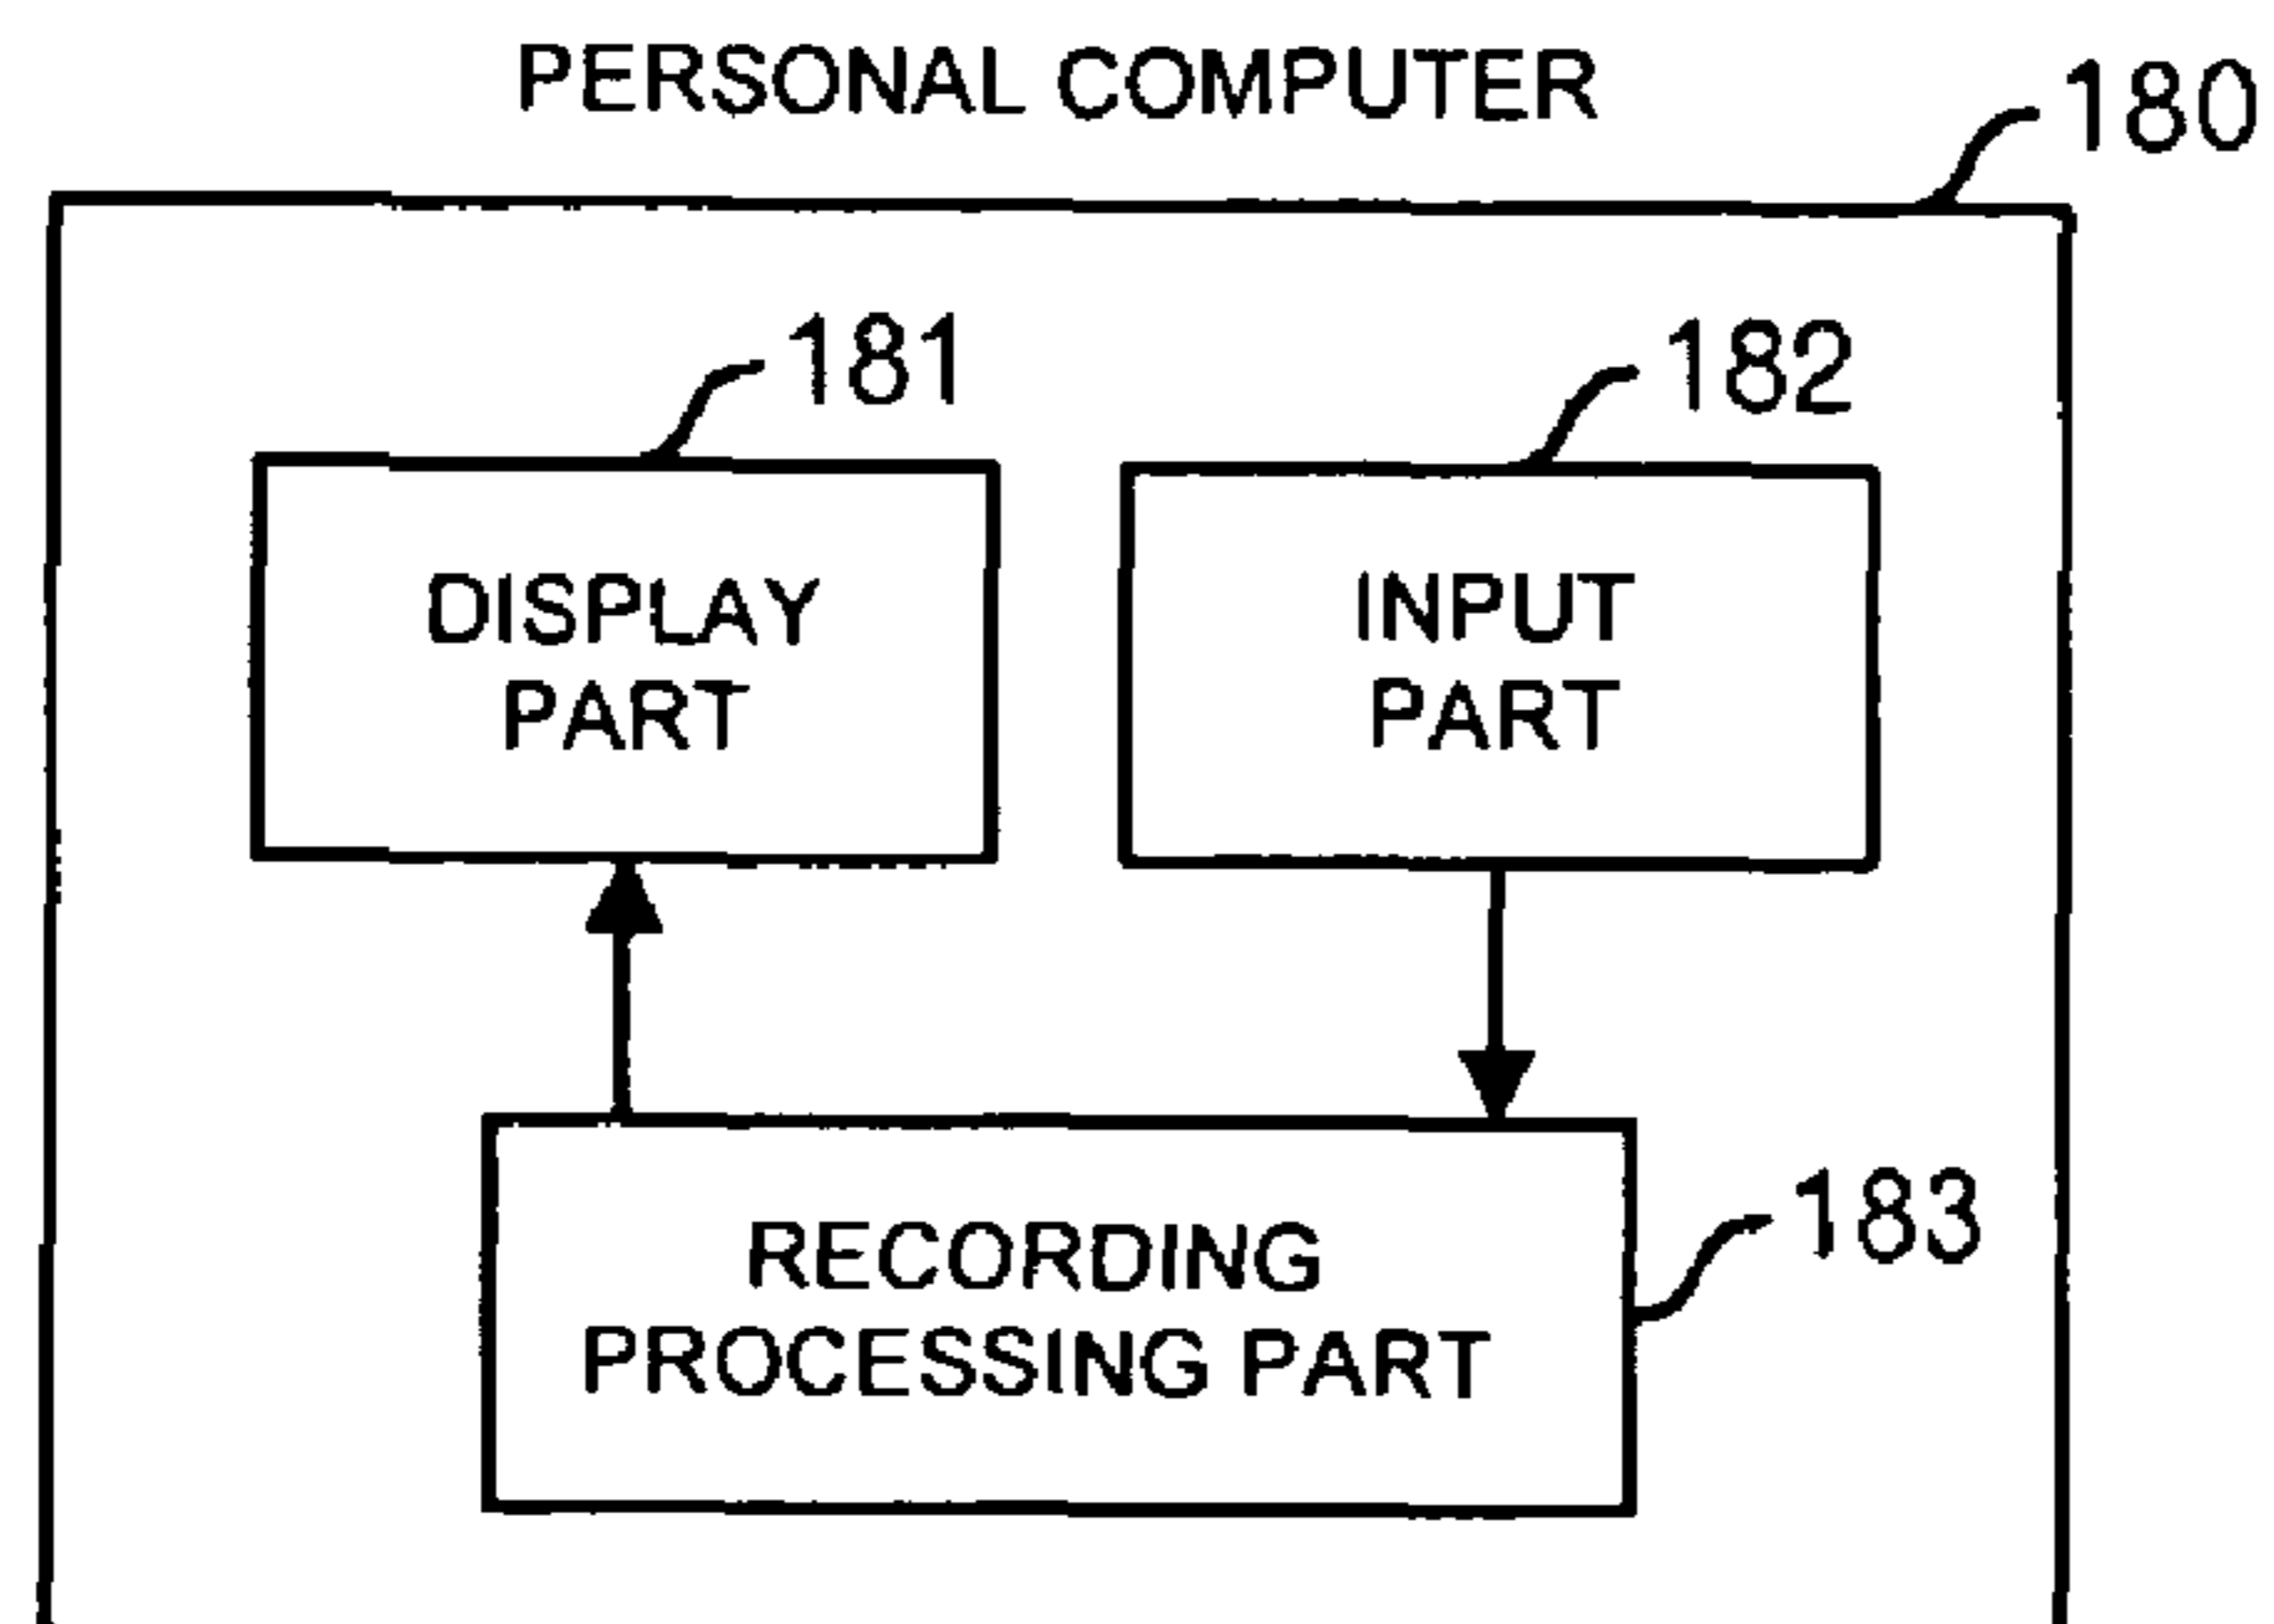 PERSONAL COMPUTER
180
181
182
DISPLAY
PART
INPUT
PART
RECORDING
PROCESSING PART
183